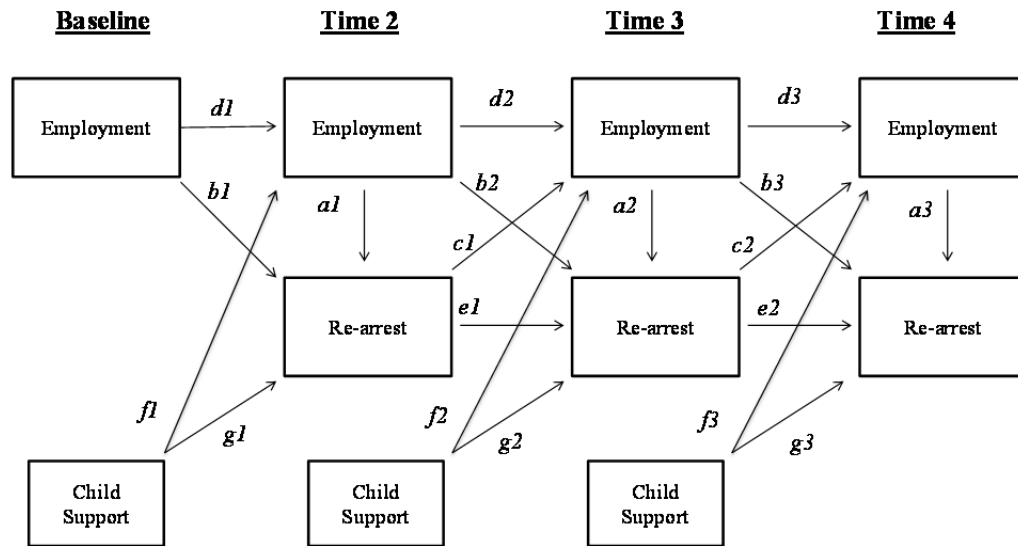 Baseline
Time 2
Time 3
Time 4
Employment
d1
Employment
d2
Employment
d3
Employment
b1
a1
b2
a2
b3
a3
c1
c2
Re-arrest
e1
Re-arrest
e2
Re-arrest
f1
g1
f2
g2
f3
g3
Child
Support
Child
Support
Child
Support